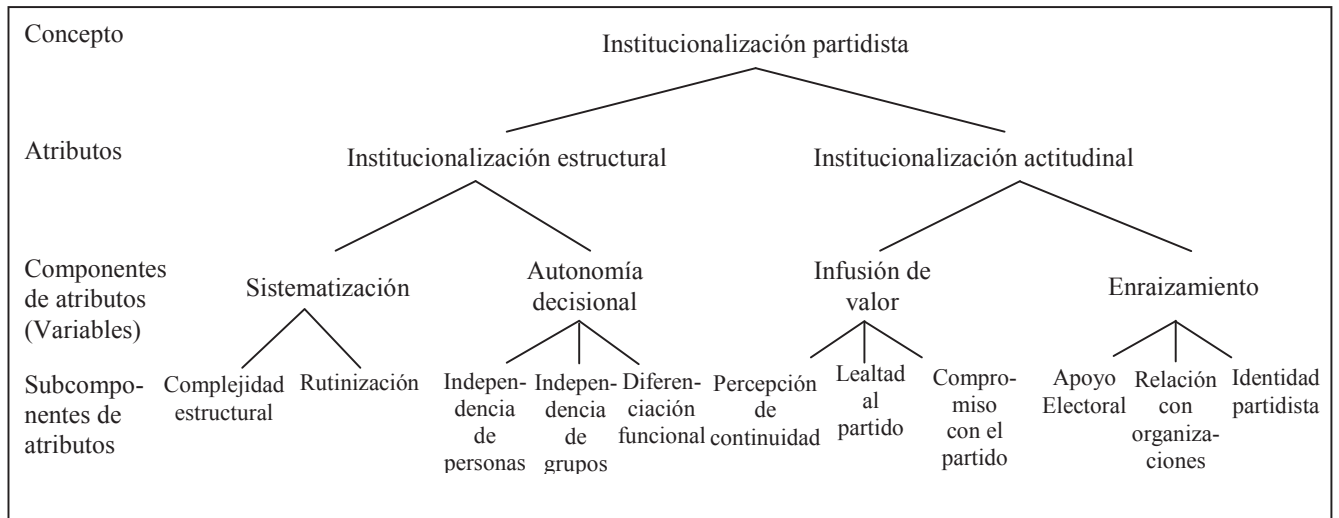 Concepto
Institucionalización partidista
Atributos
Institucionalización estructural
Institucionalización actitudinal
Componentes
de atributos
(Variables)
Sistematización
Autonomía
decisional
Infusión de
valor
Enraizamiento
Subcompo-
nentes de
atributos
Complejidad
estructural
Rutinización
Indepen-
dencia
de
personas
Indepen-
dencia
de
grupos
Diferen-
ciación
funcional
Percepción
de
continuidad
Lealtad
al
partido
Compro-
miso
con el
partido
Apoyo
Electoral
Relación
con
organiza-
ciones
Identidad
partidista